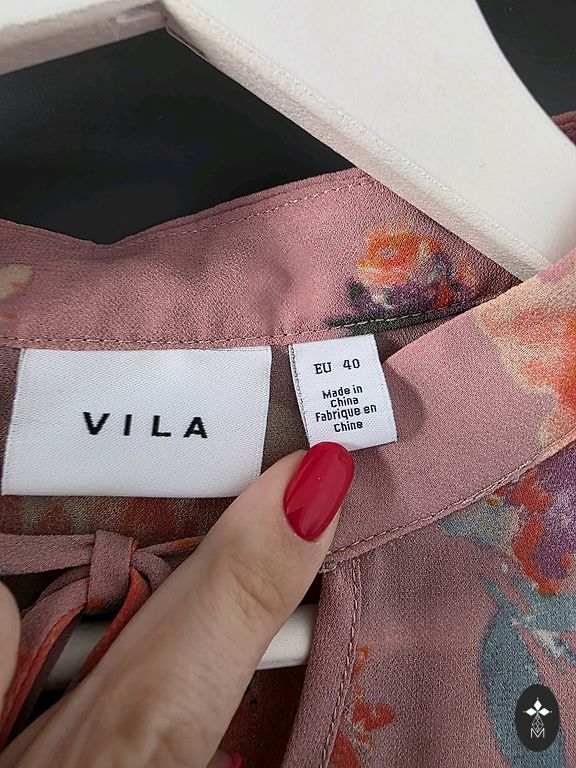 VILA
EU 40
Made in
China
Fabrique en
Chine
M